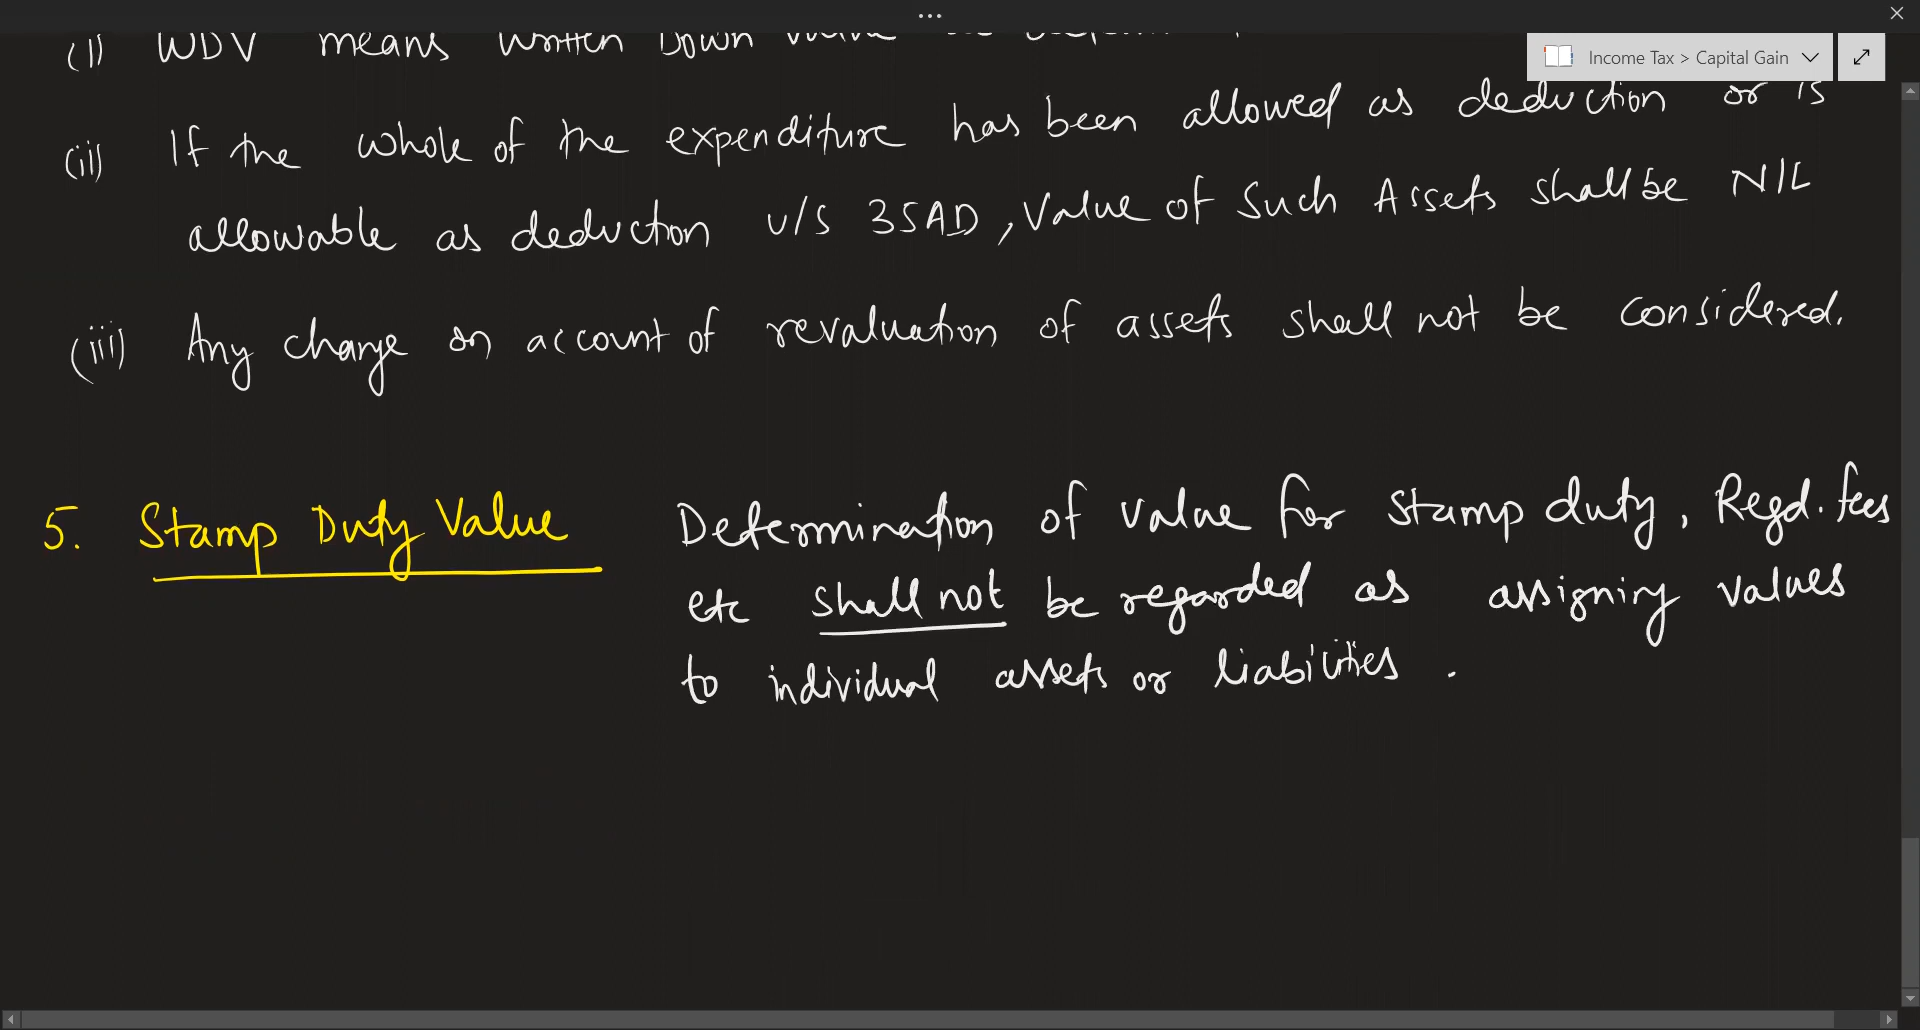 Income Tax > Capital Gain
(i) WDV means Written Down Value
(ii) If the whole of the expenditure has been allowed as deduction or is
allowable as deduction u/s 35AD, Value of Such Assets shall be NIL
(iii) Any change on account of revaluation of assets shall not be considered.
5. Stamp Duty Value Determination of value for stamp duty, Regd. fees
etc shall not be regarded as assigning values
to individual assets or liabilities.